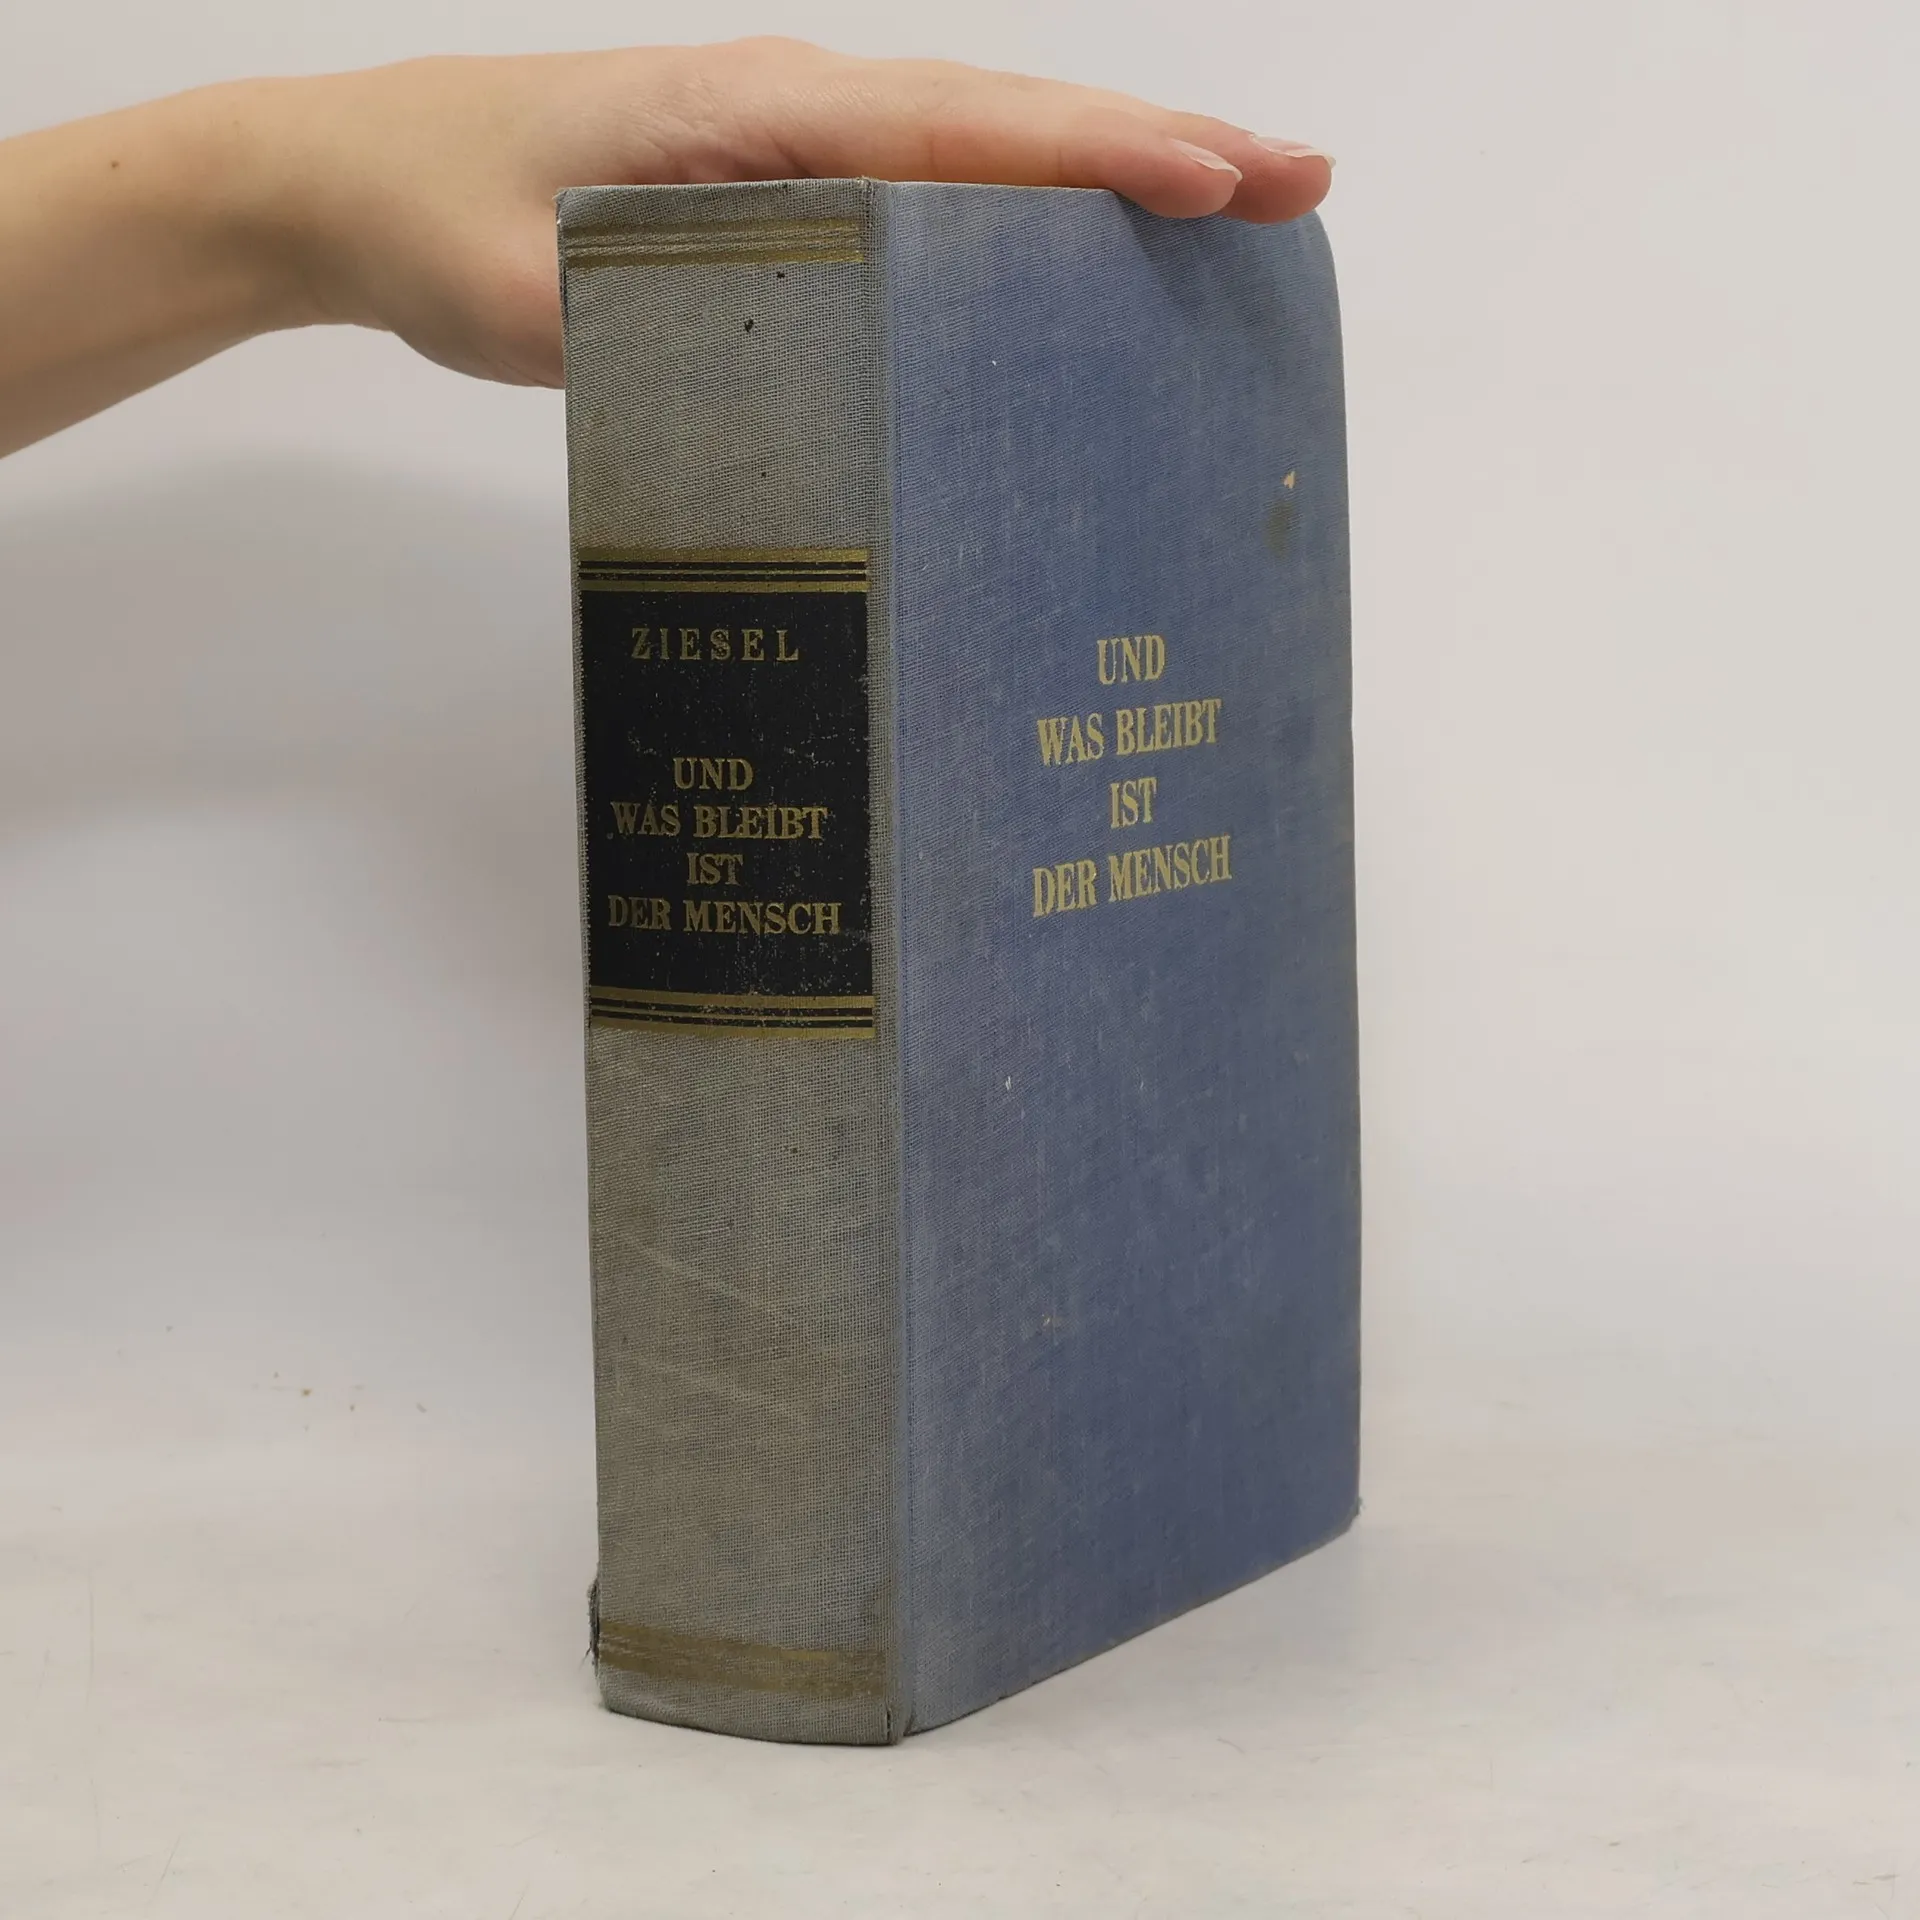 ZIESEL
UND
WAS BLEIBT
IST
DER MENSCH
UND
WAS BLEIBT
IST
DER MENSCH